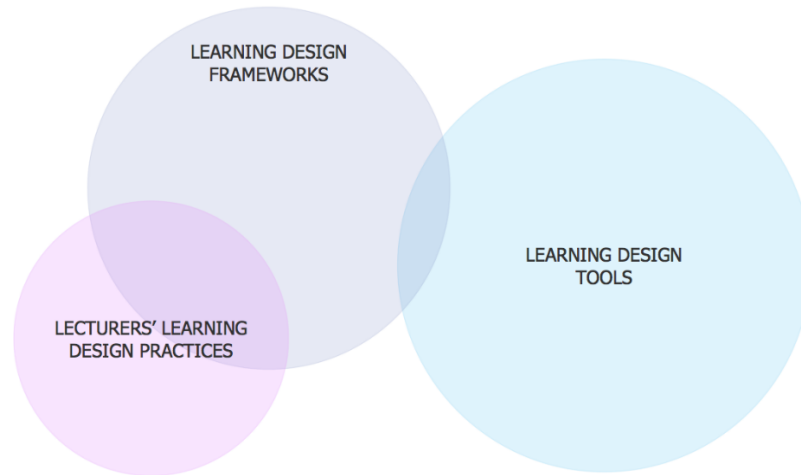 LEARNING DESIGN
FRAMEWORKS
LEARNING DESIGN
TOOLS
LECTURERS’ LEARNING
DESIGN PRACTICES